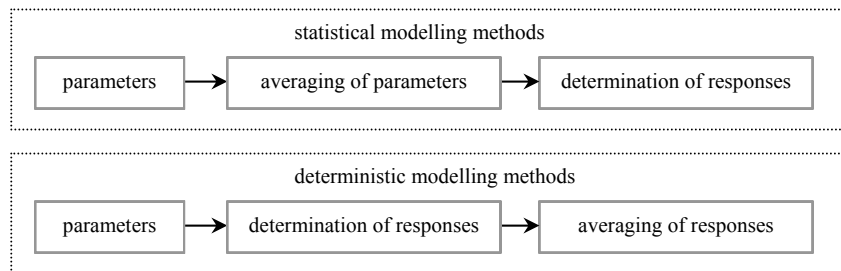 statistical modelling methods
parameters
averaging of parameters
determination of responses
deterministic modelling methods
parameters
determination of responses
averaging of responses